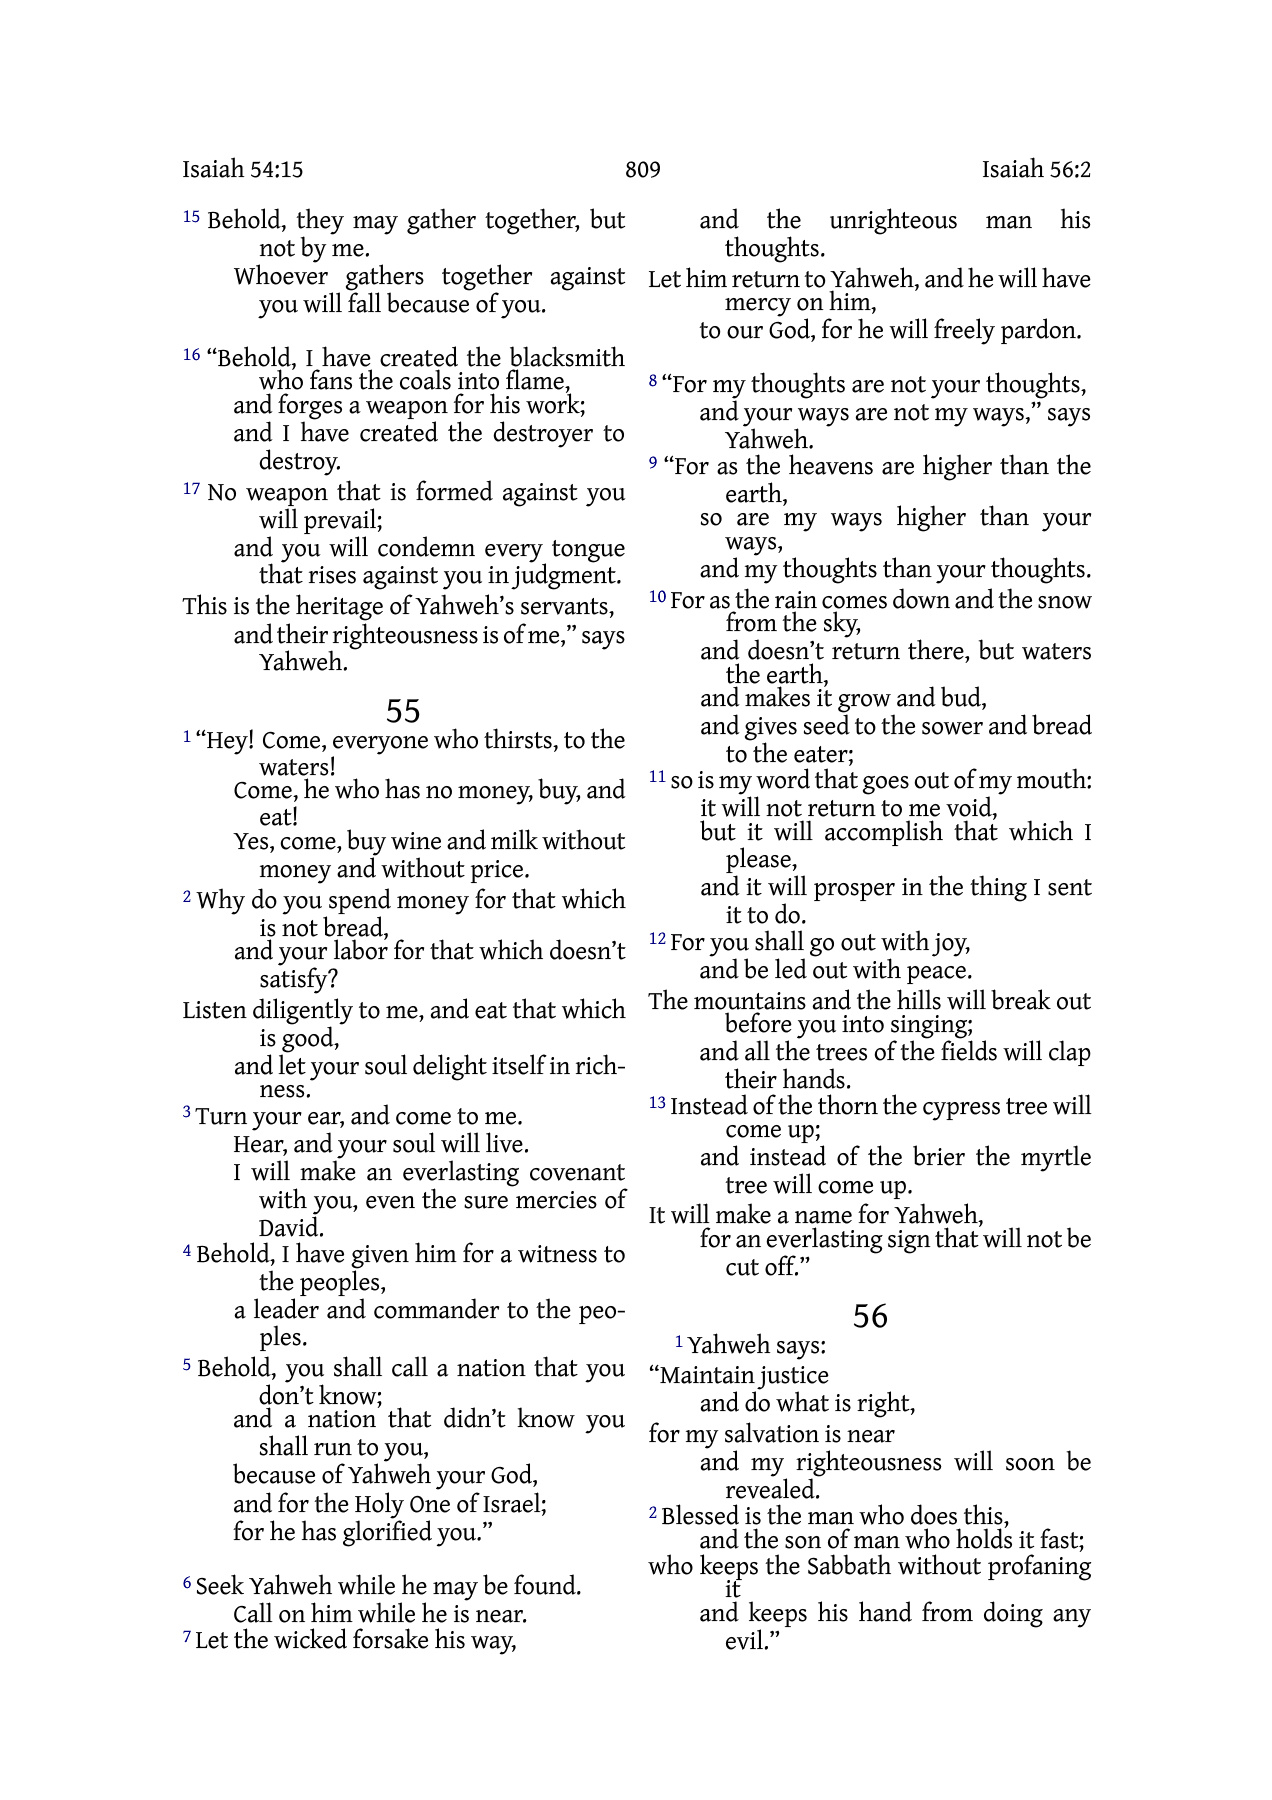 Isaiah 54:15 809 Isaiah 56:2
15 Behold, they may gather together, but
not by me.
Whoever gathers together against
you will fall because of you.
16 “Behold, I have created the blacksmith
who fans the coals into flame,
and forges a weapon for his work;
and I have created the destroyer to
destroy.
17 No weapon that is formed against you
will prevail;
and you will condemn every tongue
that rises against you in judgment.
This is the heritage of Yahweh’s servants,
and their righteousness is of me,” says
Yahweh.
55
1 “Hey! Come, everyone who thirsts, to the
waters!
Come, he who has no money, buy, and
eat!
Yes, come, buy wine and milk without
money and without price.
2 Why do you spend money for that which
is not bread,
and your labor for that which doesn’t
satisfy?
Listen diligently to me, and eat that which
is good,
and let your soul delight itself in rich-
ness.
3 Turn your ear, and come to me.
Hear, and your soul will live.
I will make an everlasting covenant
with you, even the sure mercies of
David.
4 Behold, I have given him for a witness to
the peoples,
a leader and commander to the peo-
ples.
5 Behold, you shall call a nation that you
don’t know;
and a nation that didn’t know you
shall run to you,
because of Yahweh your God,
and for the Holy One of Israel;
for he has glorified you.”
6 Seek Yahweh while he may be found.
Call on him while he is near.
7 Let the wicked forsake his way,
and the unrighteous man his
thoughts.
Let him return to Yahweh, and he will have
mercy on him,
to our God, for he will freely pardon.
8 “For my thoughts are not your thoughts,
and your ways are not my ways,” says
Yahweh.
9 “For as the heavens are higher than the
earth,
so are my ways higher than your
ways,
and my thoughts than your thoughts.
10 For as the rain comes down and the snow
from the sky,
and doesn’t return there, but waters
the earth,
and makes it grow and bud,
and gives seed to the sower and bread
to the eater;
11 so is my word that goes out of my mouth:
it will not return to me void,
but it will accomplish that which I
please,
and it will prosper in the thing I sent
it to do.
12 For you shall go out with joy,
and be led out with peace.
The mountains and the hills will break out
before you into singing;
and all the trees of the fields will clap
their hands.
13 Instead of the thorn the cypress tree will
come up;
and instead of the brier the myrtle
tree will come up.
It will make a name for Yahweh,
for an everlasting sign that will not be
cut off.”
56
1 Yahweh says:
“Maintain justice
and do what is right,
for my salvation is near
and my righteousness will soon be
revealed.
2 Blessed is the man who does this,
and the son of man who holds it fast;
who keeps the Sabbath without profaning
it
and keeps his hand from doing any
evil.”